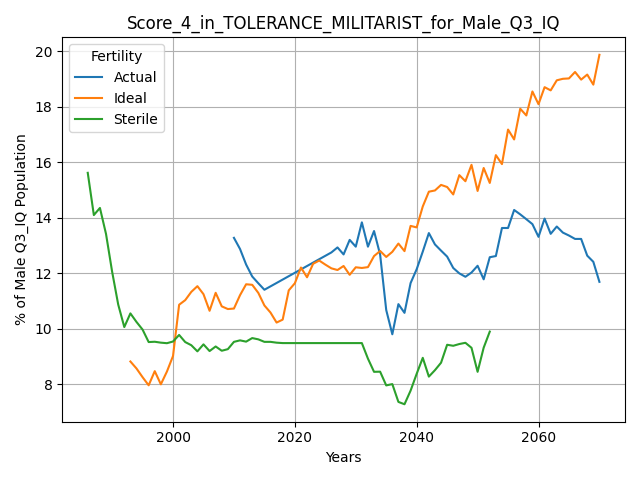 Score_4_in_TOLERANCE_MILITARIST_for_Male_Q3_IQ
Fertility
Actual
Ideal
Sterile
% of Male Q3_IQ Population
20
18
16
14
12
10
8
2000
2020
2040
2060
Years